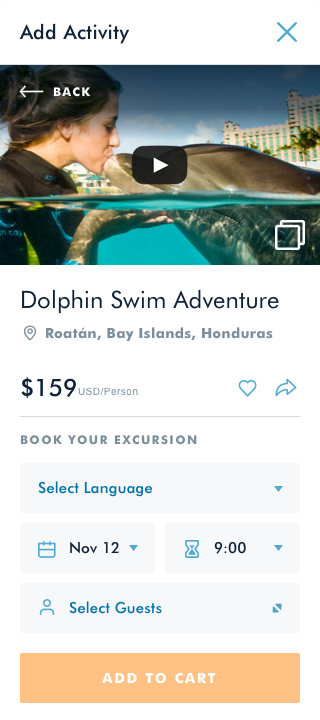 Add Activity
BACK
Dolphin Swim Adventure
Roatán, Bay Islands, Honduras
$159 USD/Person
BOOK YOUR EXCURSION
Select Language
Nov 12
9:00
Select Guests
ADD TO CART